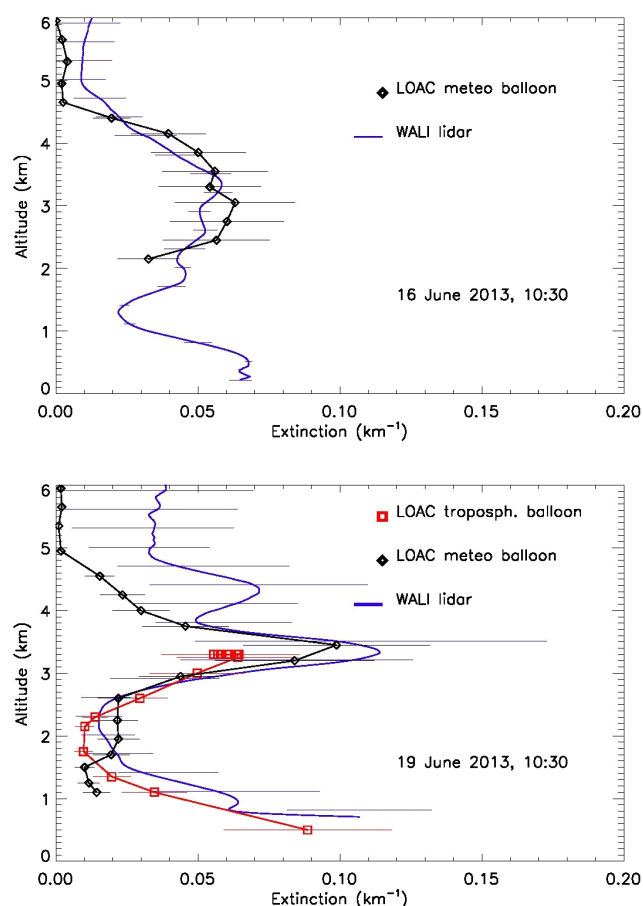 6
5
4
3
2
1
0
Altitude (km)
LOAC meteo balloon
WALI lidar
16 June 2013, 10:30
0.00 0.05 0.10 0.15 0.20
Extinction (km⁻¹)
6
5
4
3
2
1
0
Altitude (km)
LOAC troposph. balloon
LOAC meteo balloon
WALI lidar
19 June 2013, 10:30
0.00 0.05 0.10 0.15 0.20
Extinction (km⁻¹)